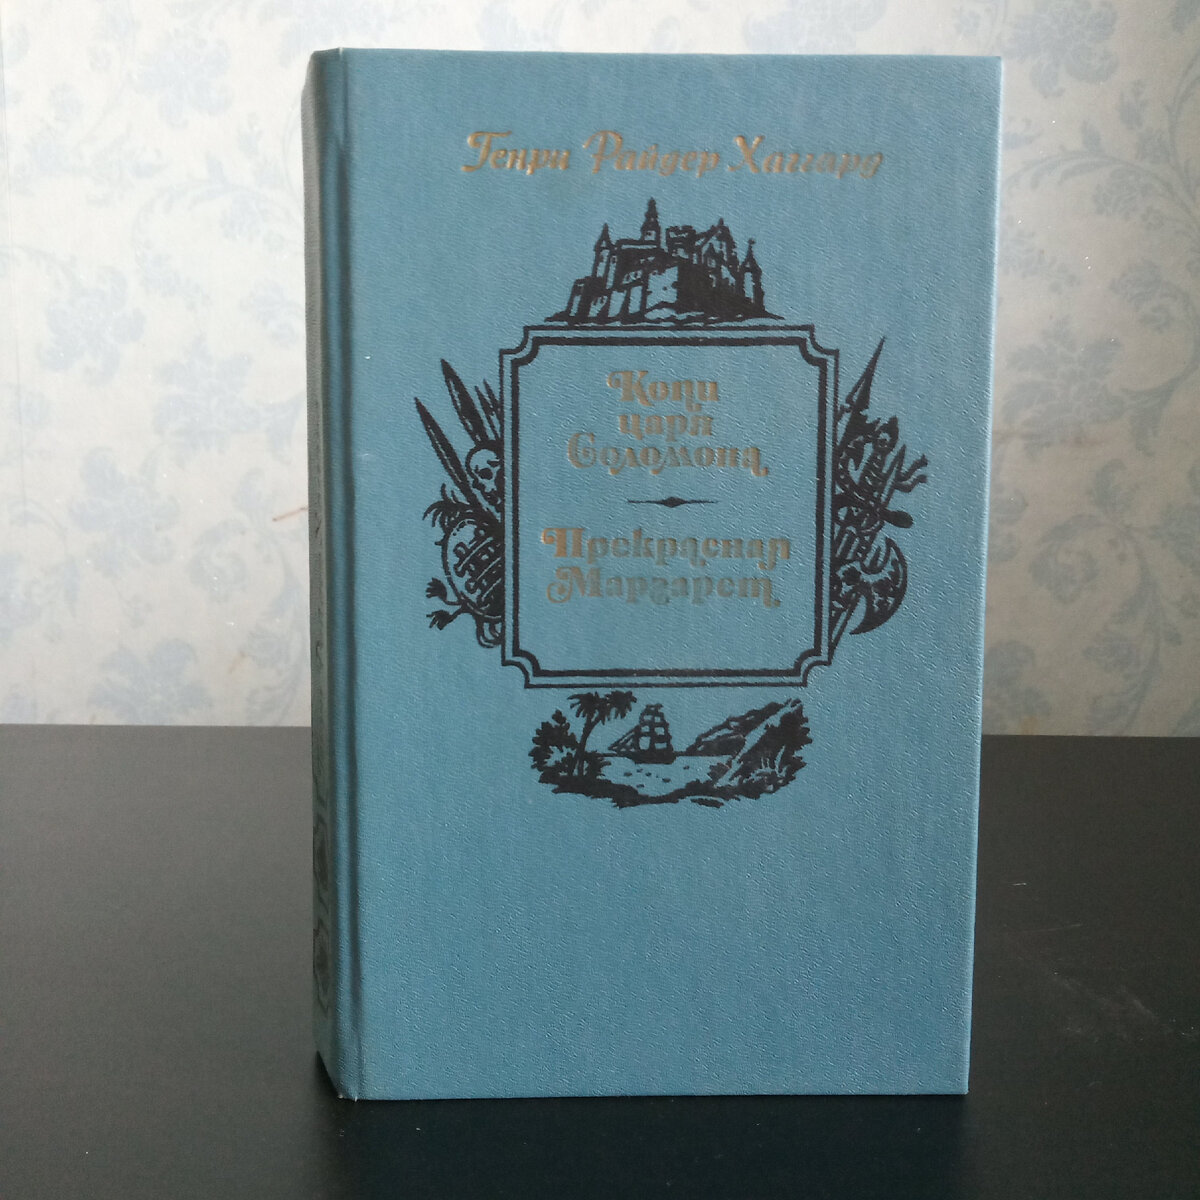 Генри Райдер Хаггард
Копи
царя
Соломона
Прекрасная
Маргарет